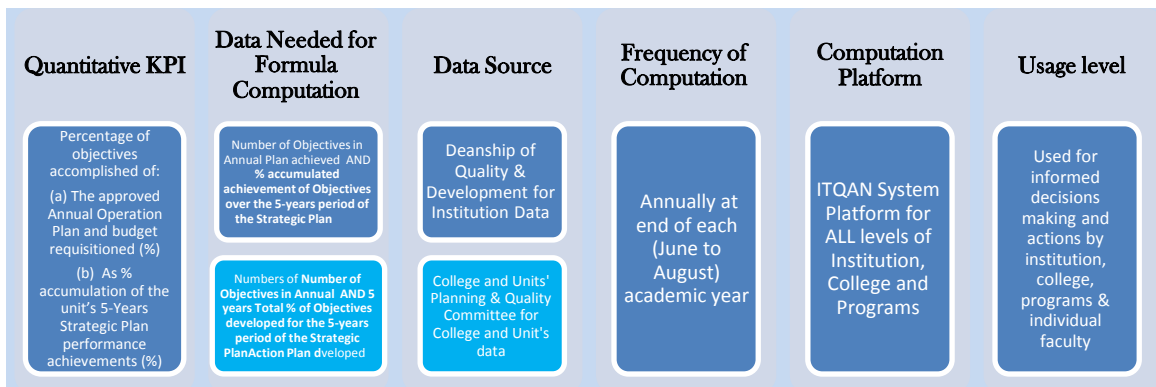 Quantitative KPI
Percentage of
objectives
accomplished of:
(a) The approved
Annual Operation
Plan and budget
requisitioned (%)
(b) As %
accumulation of the
unit's 5-Years
Strategic Plan
performance
achievements (%)
Data Needed for
Formula
Computation
Number of Objectives in
Annual Plan achieved AND
% accumulated
achievement of Objectives
over the 5-years period of
the Strategic Plan
Numbers of Number of
Objectives in Annual AND 5
years Total % of Objectives
developed for the 5-years
period of the Strategic
PlanAction Plan developed
Data Source
Deanship of
Quality &
Development for
Institution Data
College and Units'
Planning & Quality
Committee for
College and Unit's
data
Frequency of
Computation
Annually at
end of each
(June to
August)
academic year
Computation
Platform
ITQAN System
Platform for
ALL levels of
Institution,
College and
Programs
Usage level
Used for
informed
decisions
making and
actions by
institution,
college,
programs &
individual
faculty